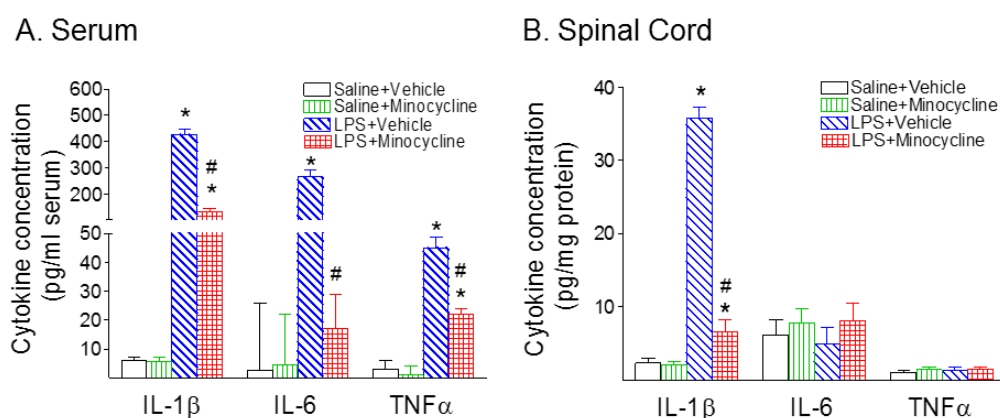 A. Serum
Cytokine concentration
(pg/ml serum)
600
500
400
300
200
50
40
30
20
10
Saline+Vehicle
Saline+Minocycline
LPS+Vehicle
LPS+Minocycline
*
#
*
*
#
*
#
*
IL-1β IL-6 TNFα
B. Spinal Cord
Cytokine concentration
(pg/mg protein)
40
30
20
10
Saline+Vehicle
Saline+Minocycline
LPS+Vehicle
LPS+Minocycline
*
#
*
IL-1β IL-6 TNFα